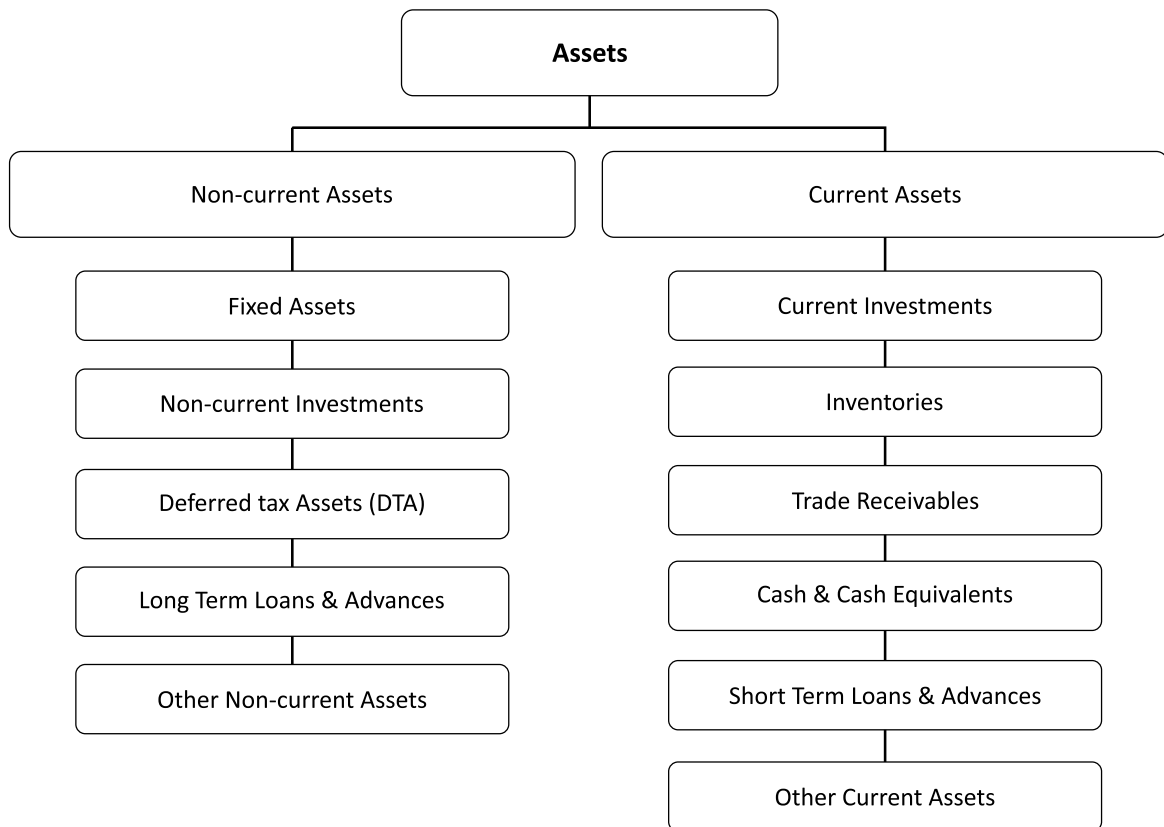 Assets
Non-current Assets
Current Assets
Fixed Assets
Non-current Investments
Deferred tax Assets (DTA)
Long Term Loans & Advances
Other Non-current Assets
Current Investments
Inventories
Trade Receivables
Cash & Cash Equivalents
Short Term Loans & Advances
Other Current Assets